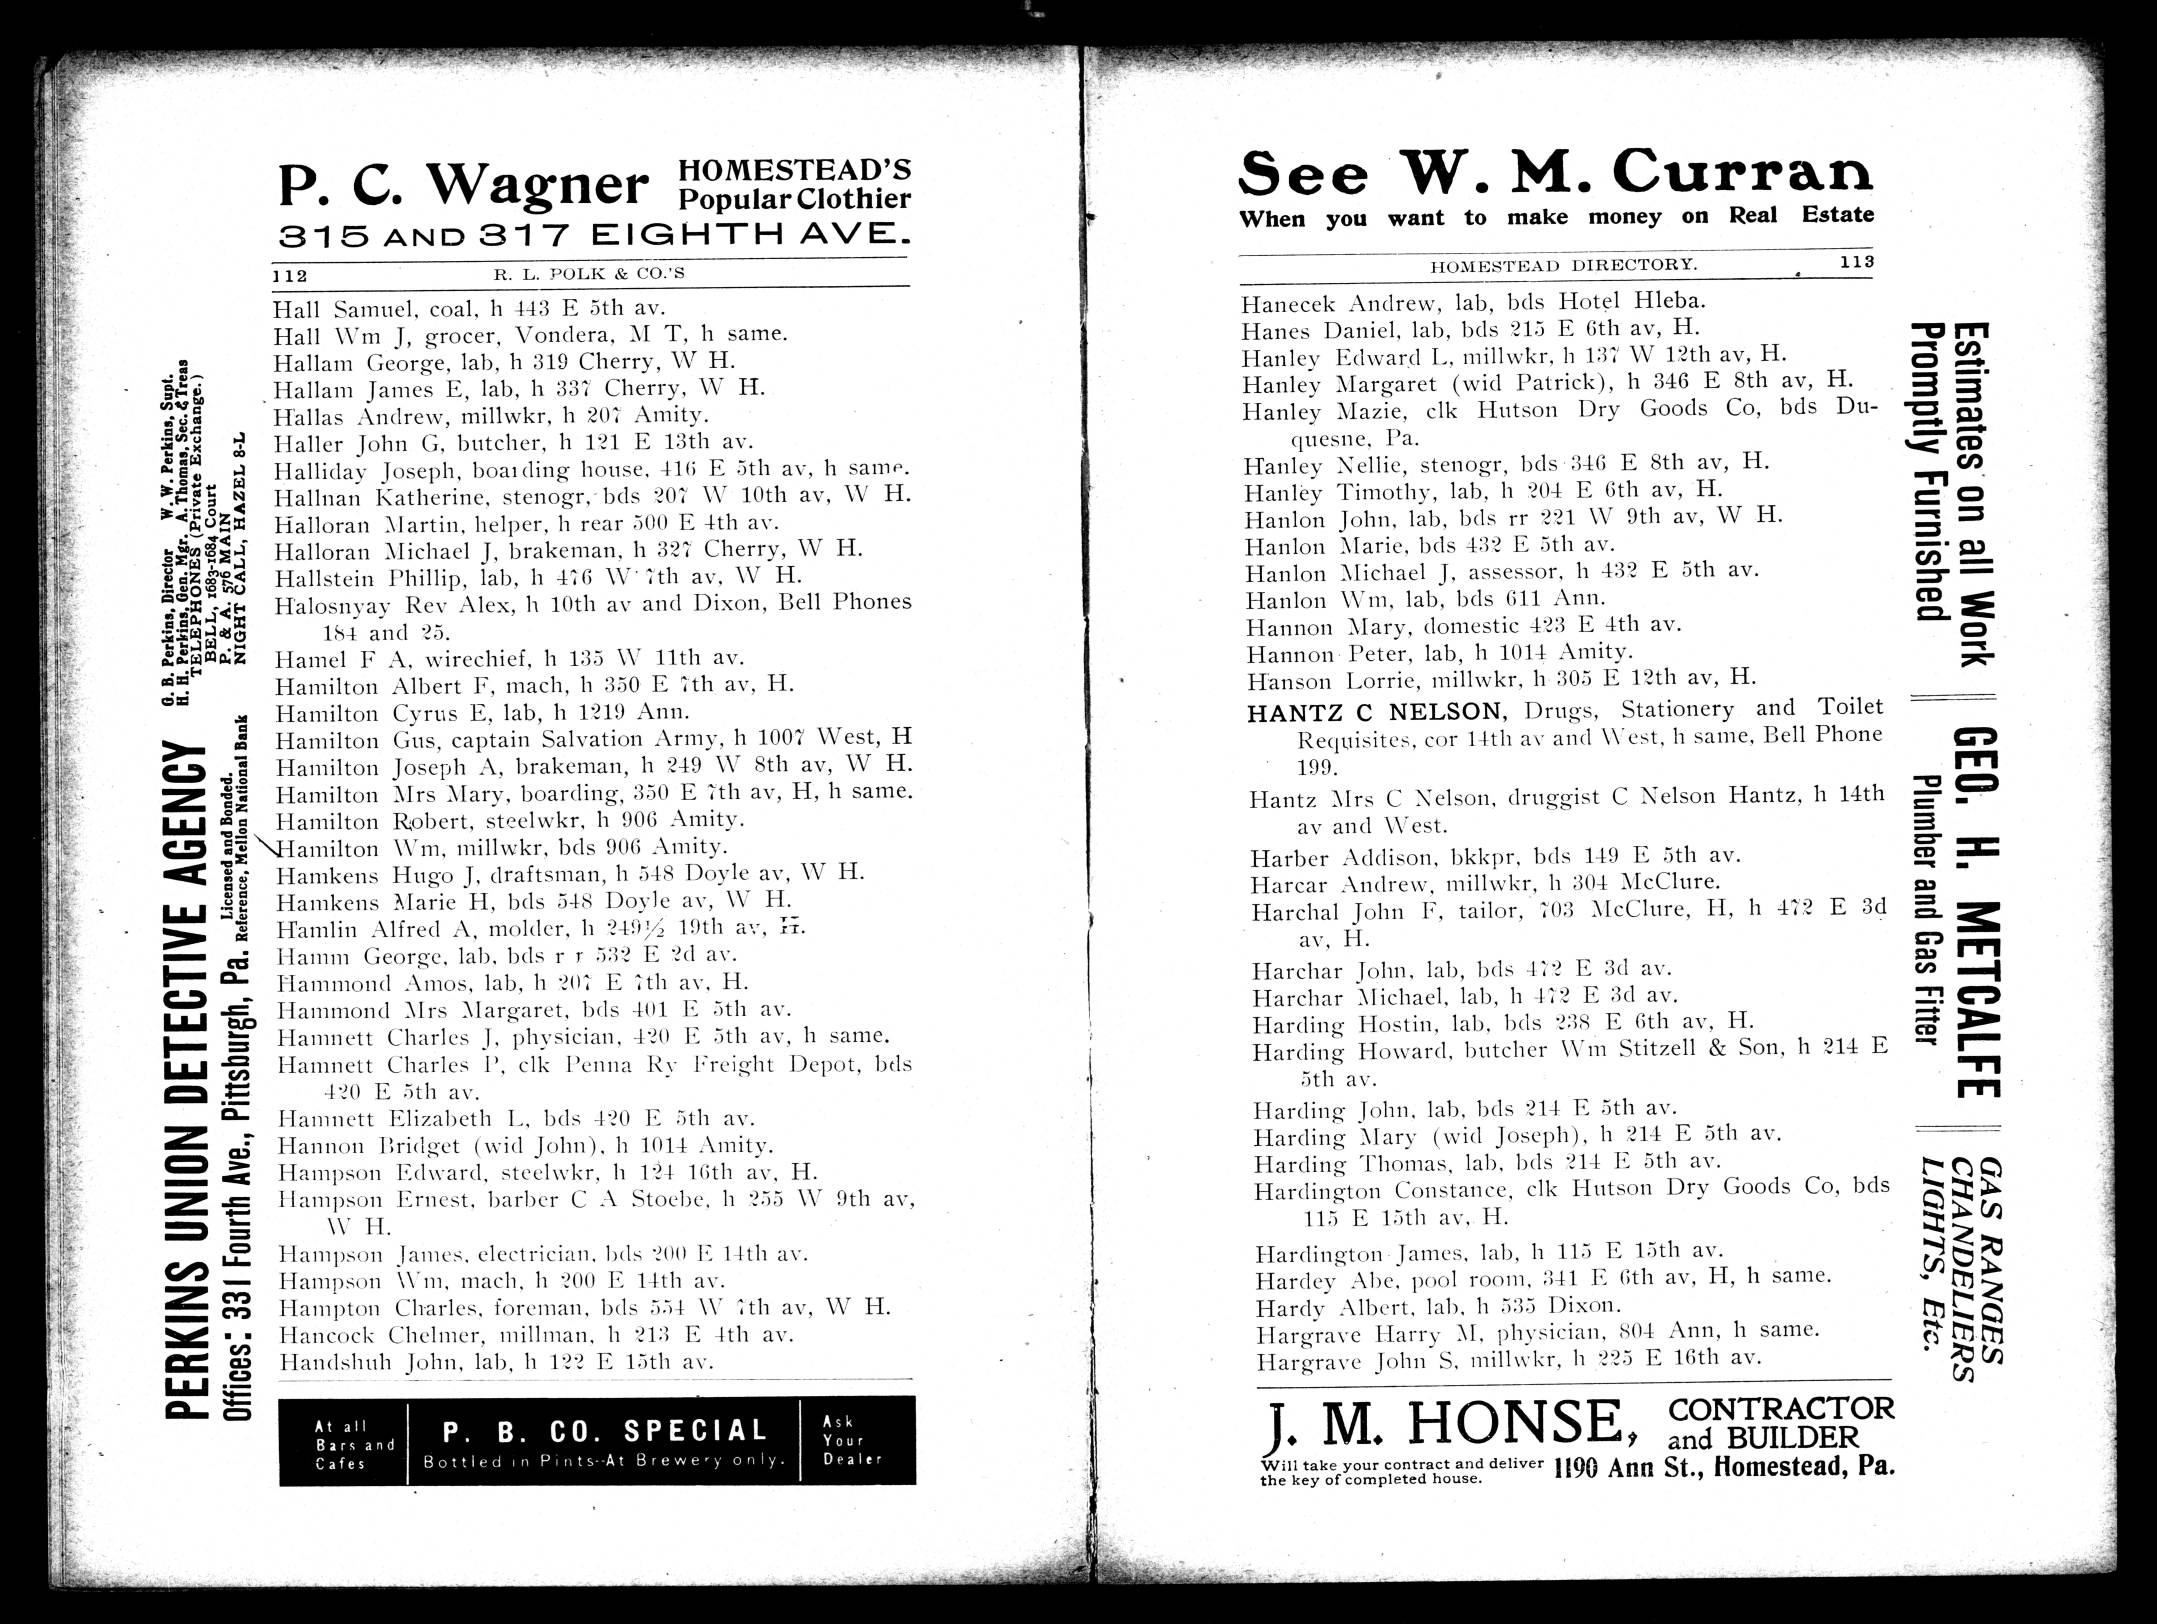 P. C. Wagner HOMESTEAD'S
Popular Clothier
315 AND 317 EIGHTH AVE.
112 R. L. POLK & CO.'S
Hall Samuel, coal, h 443 E 5th av.
Hall Wm J, grocer, Vondera, M T, h same.
Hallam George, lab, h 319 Cherry, W H.
Hallam James E, lab, h 337 Cherry, W H.
Hallas Andrew, millwkr, h 207 Amity.
Haller John G, butcher, h 121 E 13th av.
Halliday Joseph, boarding house, 416 E 5th av, h same.
Hallnan Katherine, stenogr, bds 207 W 10th av, W H.
Halloran Martin, helper, h rear 500 E 4th av.
Halloran Michael J, brakeman, h 327 Cherry, W H.
Hallstein Phillip, lab, h 476 W 7th av, W H.
Halosnyay Rev Alex, h 10th av and Dixon, Bell Phones
184 and 25.
Hamel F A, wirechief, h 135 W 11th av.
Hamilton Albert F, mach, h 350 E 7th av, H.
Hamilton Cyrus E, lab, h 1219 Ann.
Hamilton Gus, captain Salvation Army, h 1007 West, H
Hamilton Joseph A, brakeman, h 249 W 8th av, W H.
Hamilton Mrs Mary, boarding, 350 E 7th av, H, h same.
Hamilton Robert, steelwkr, h 906 Amity.
Hamilton Wm, millwkr, bds 906 Amity.
Hamkens Hugo J, draftsman, h 548 Doyle av, W H.
Hamkens Marie H, bds 548 Doyle av, W H.
Hamlin Alfred A, molder, h 249½ 19th av, H.
Hamm George, lab, bds r r 532 E 2d av.
Hammond Amos, lab, h 207 E 7th av, H.
Hammond Mrs Margaret, bds 401 E 5th av.
Hamnett Charles J, physician, 420 E 5th av, h same.
Hamnett Charles P, clk Penna Ry Freight Depot, bds
420 E 5th av.
Hamnett Elizabeth L, bds 420 E 5th av.
Hannon Bridget (wid John), h 1014 Amity.
Hampson Edward, steelwkr, h 124 16th av, H.
Hampson Ernest, barber C A Stoebe, h 255 W 9th av,
W H.
Hampson James, electrician, bds 200 E 14th av.
Hampson Wm, mach, h 200 E 14th av.
Hampton Charles, foreman, bds 554 W 7th av, W H.
Hancock Chelmer, millman, h 213 E 4th av.
Handshuh John, lab, h 122 E 15th av.
At all
Bars and
Cafes
P. B. CO. SPECIAL
Bottled in Pints--At Brewery only.
Ask
Your
Dealer
PERKINS UNION DETECTIVE AGENCY
Offices: 331 Fourth Ave., Pittsburgh, Pa.
Licensed and Bonded.
Reference, Mellon National Bank
G. B. Perkins, Director W. W. Perkins, Supt.
H. H. Perkins, Gen. Mgr. A. Thomas, Sec. & Treas
TELEPHONES (Private Exchange.)
BELL, 1683-1684 Court
P. & A. 576 MAIN
NIGHT CALL, HAZEL 8-L
See W. M. Curran
When you want to make money on Real Estate
HOMESTEAD DIRECTORY. 113
Hanecek Andrew, lab, bds Hotel Hleba.
Hanes Daniel, lab, bds 215 E 6th av, H.
Hanley Edward L, millwkr, h 137 W 12th av, H.
Hanley Margaret (wid Patrick), h 346 E 8th av, H.
Hanley Mazie, clk Hutson Dry Goods Co, bds Du-
quesne, Pa.
Hanley Nellie, stenogr, bds 346 E 8th av, H.
Hanley Timothy, lab, h 204 E 6th av, H.
Hanlon John, lab, bds rr 221 W 9th av, W H.
Hanlon Marie, bds 432 E 5th av.
Hanlon Michael J, assessor, h 432 E 5th av.
Hanlon Wm, lab, bds 611 Ann.
Hannon Mary, domestic 423 E 4th av.
Hannon Peter, lab, h 1014 Amity.
Hanson Lorrie, millwkr, h 305 E 12th av, H.
HANTZ C NELSON, Drugs, Stationery and Toilet
Requisites, cor 14th av and West, h same, Bell Phone
199.
Hantz Mrs C Nelson, druggist C Nelson Hantz, h 14th
av and West.
Harber Addison, bkkpr, bds 149 E 5th av.
Harcar Andrew, millwkr, h 304 McClure.
Harchal John F, tailor, 703 McClure, H, h 472 E 3d
av, H.
Harchar John, lab, bds 472 E 3d av.
Harchar Michael, lab, h 472 E 3d av.
Harding Hostin, lab, bds 238 E 6th av, H.
Harding Howard, butcher Wm Stitzell & Son, h 214 E
5th av.
Harding John, lab, bds 214 E 5th av.
Harding Mary (wid Joseph), h 214 E 5th av.
Harding Thomas, lab, bds 214 E 5th av.
Hardington Constance, clk Hutson Dry Goods Co, bds
115 E 15th av, H.
Hardington James, lab, h 115 E 15th av.
Hardey Abe, pool room, 341 E 6th av, H, h same.
Hardy Albert, lab, h 535 Dixon.
Hargrave Harry M, physician, 804 Ann, h same.
Hargrave John S, millwkr, h 225 E 16th av.
J. M. HONSE, CONTRACTOR
and BUILDER
Will take your contract and deliver
the key of completed house.
1190 Ann St., Homestead, Pa.
Estimates on all Work
Promptly Furnished
GEO. H. METCALFE
Plumber and Gas Fitter
GAS RANGES
CHANDELIERS
LIGHTS, Etc.